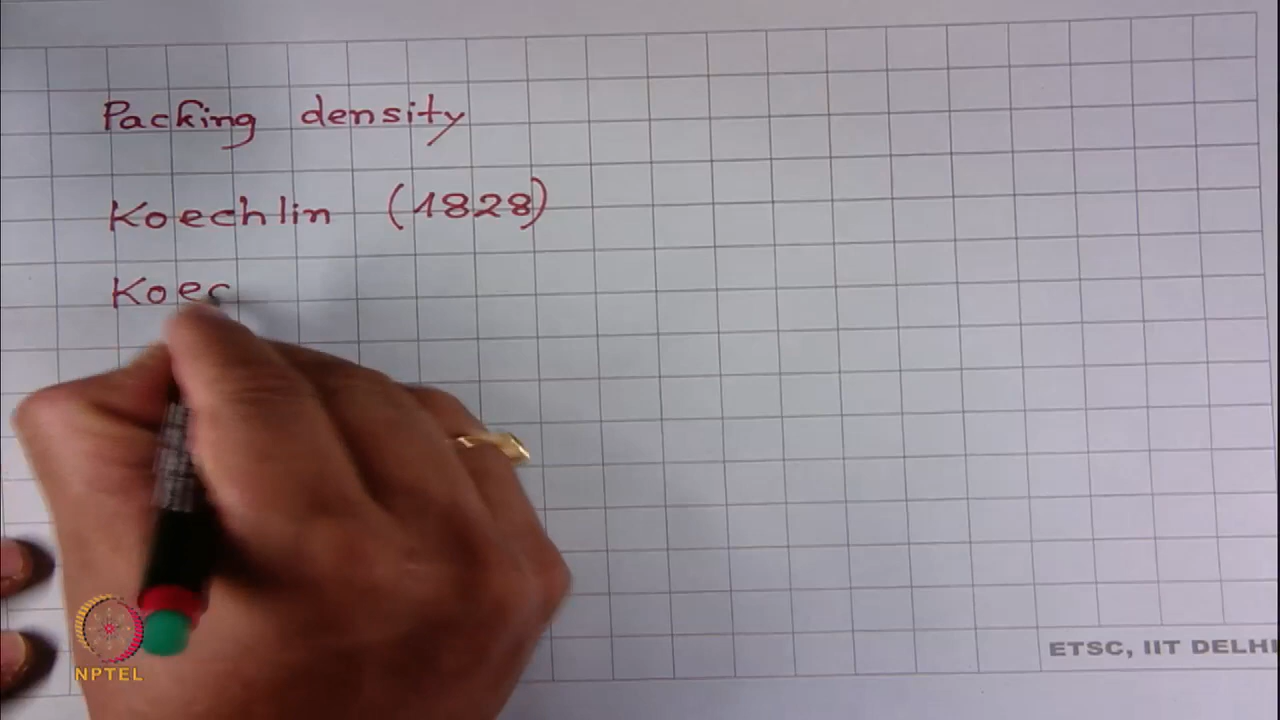 Packing density
Koechlin (1828)
Koec
NPTEL
ETSC, IIT DELHI